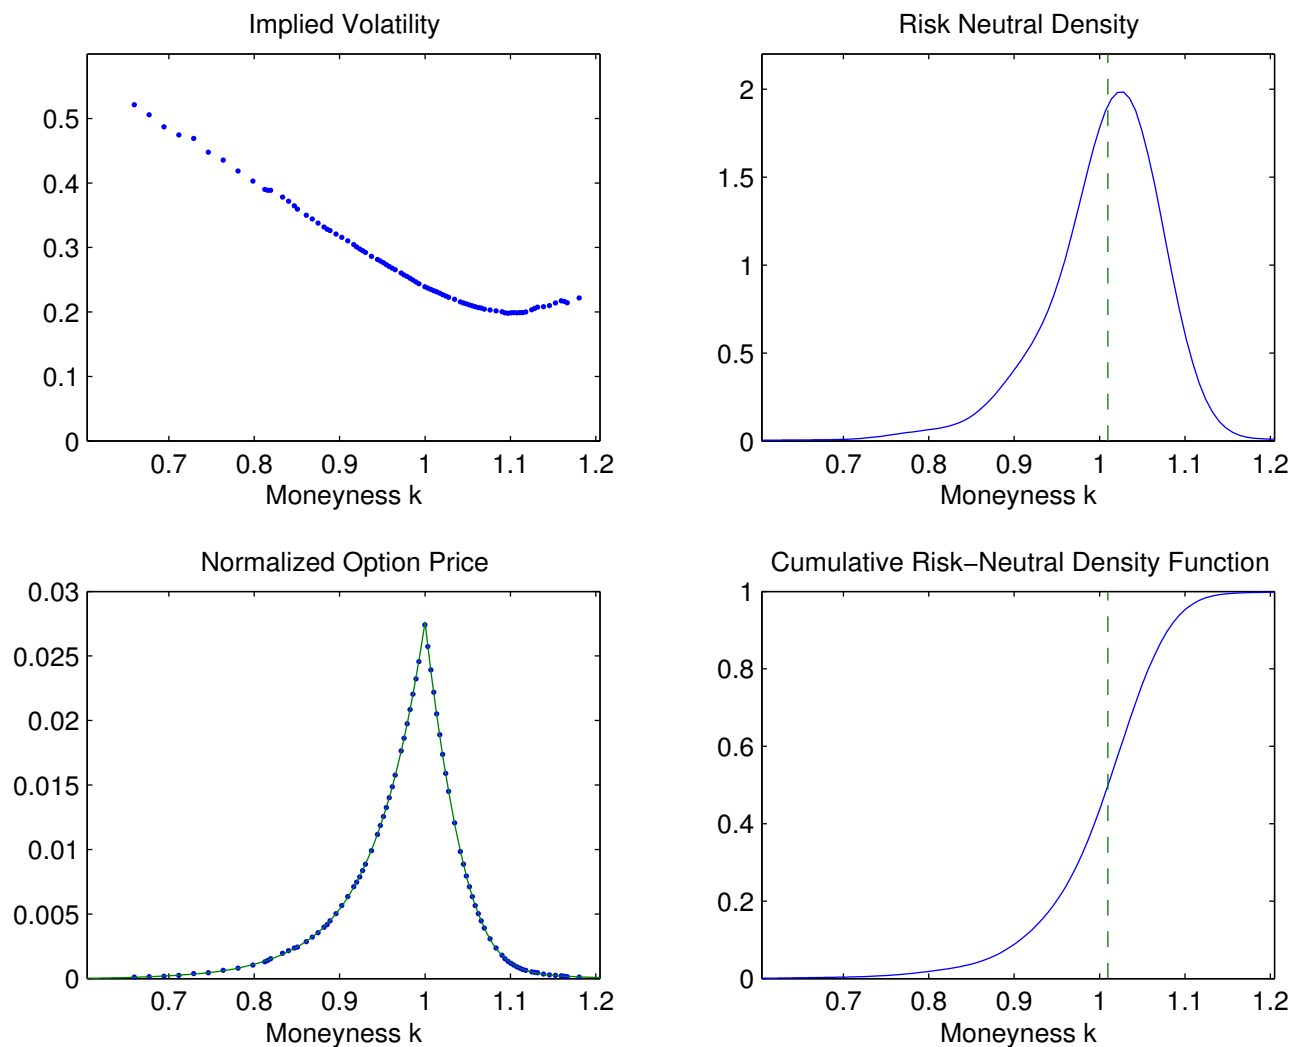 Implied Volatility
0.5
0.4
0.3
0.2
0.1
0
0.7 0.8 0.9 1 1.1 1.2
Moneyness k
Risk Neutral Density
2
1.5
1
0.5
0
0.7 0.8 0.9 1 1.1 1.2
Moneyness k
Normalized Option Price
0.03
0.025
0.02
0.015
0.01
0.005
0
0.7 0.8 0.9 1 1.1 1.2
Moneyness k
Cumulative Risk−Neutral Density Function
1
0.8
0.6
0.4
0.2
0
0.7 0.8 0.9 1 1.1 1.2
Moneyness k